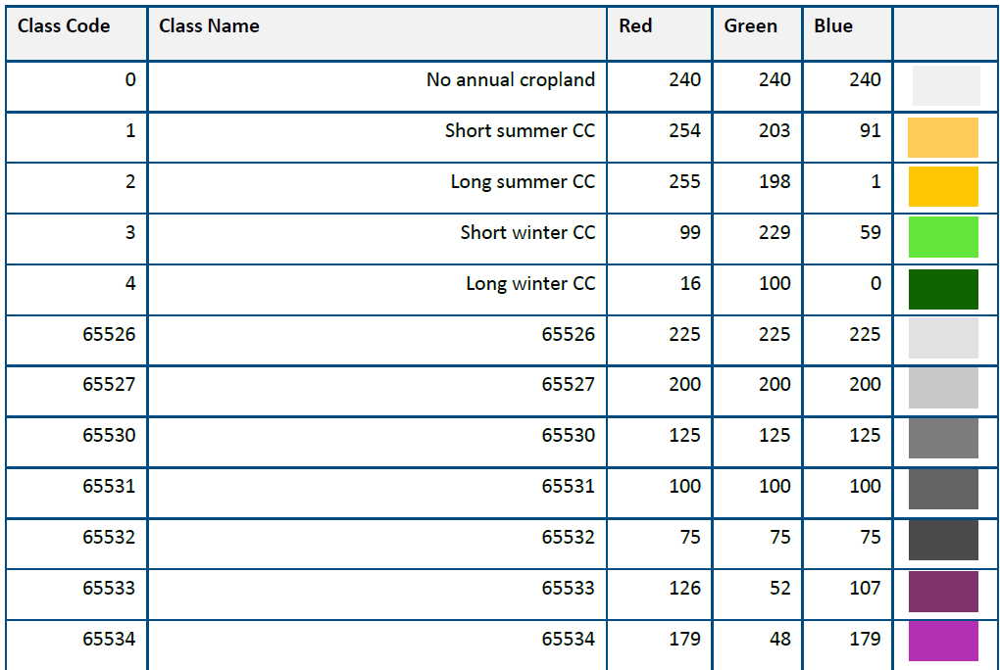 Class Code Class Name Red Green Blue
0 No annual cropland 240 240 240
1 Short summer CC 254 203 91
2 Long summer CC 255 198 1
3 Short winter CC 99 229 59
4 Long winter CC 16 100 0
65526 65526 225 225 225
65527 65527 200 200 200
65530 65530 125 125 125
65531 65531 100 100 100
65532 65532 75 75 75
65533 65533 126 52 107
65534 65534 179 48 179